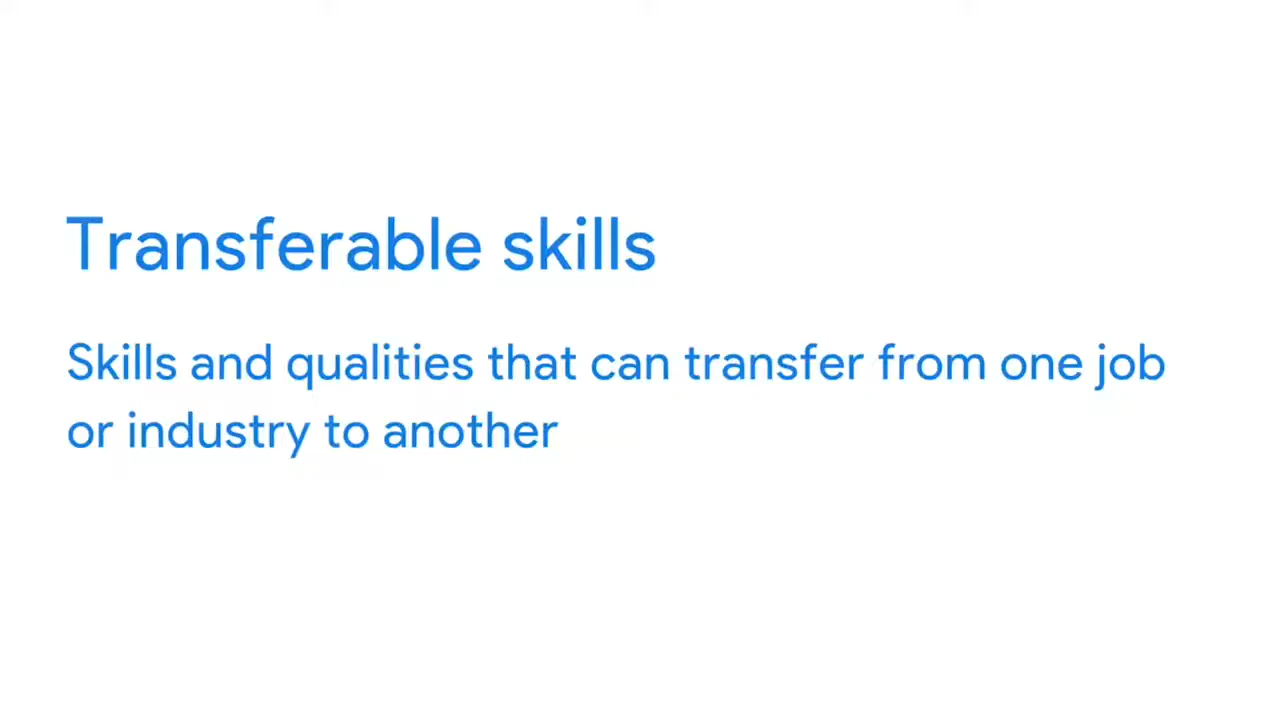 Transferable skills
Skills and qualities that can transfer from one job
or industry to another